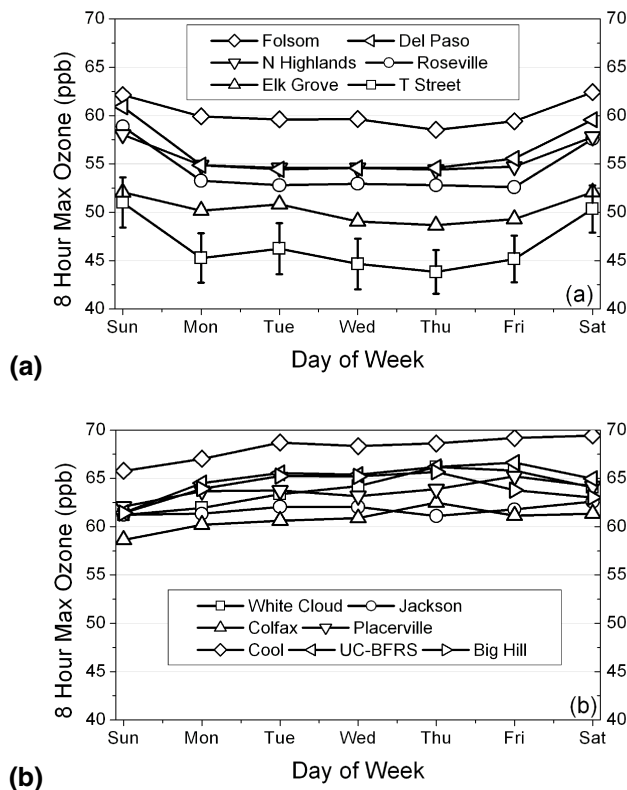 8 Hour Max Ozone (ppb)
70
65
60
55
50
45
40
Folsom Del Paso
N Highlands Roseville
Elk Grove T Street
70
65
60
55
50
45
40
(a)
Sun Mon Tue Wed Thu Fri Sat
Day of Week
(a)
8 Hour Max Ozone (ppb)
70
65
60
55
50
45
40
White Cloud Jackson
Colfax Placerville
Cool UC-BFRS Big Hill
70
65
60
55
50
45
40
(b)
Sun Mon Tue Wed Thu Fri Sat
Day of Week
(b)